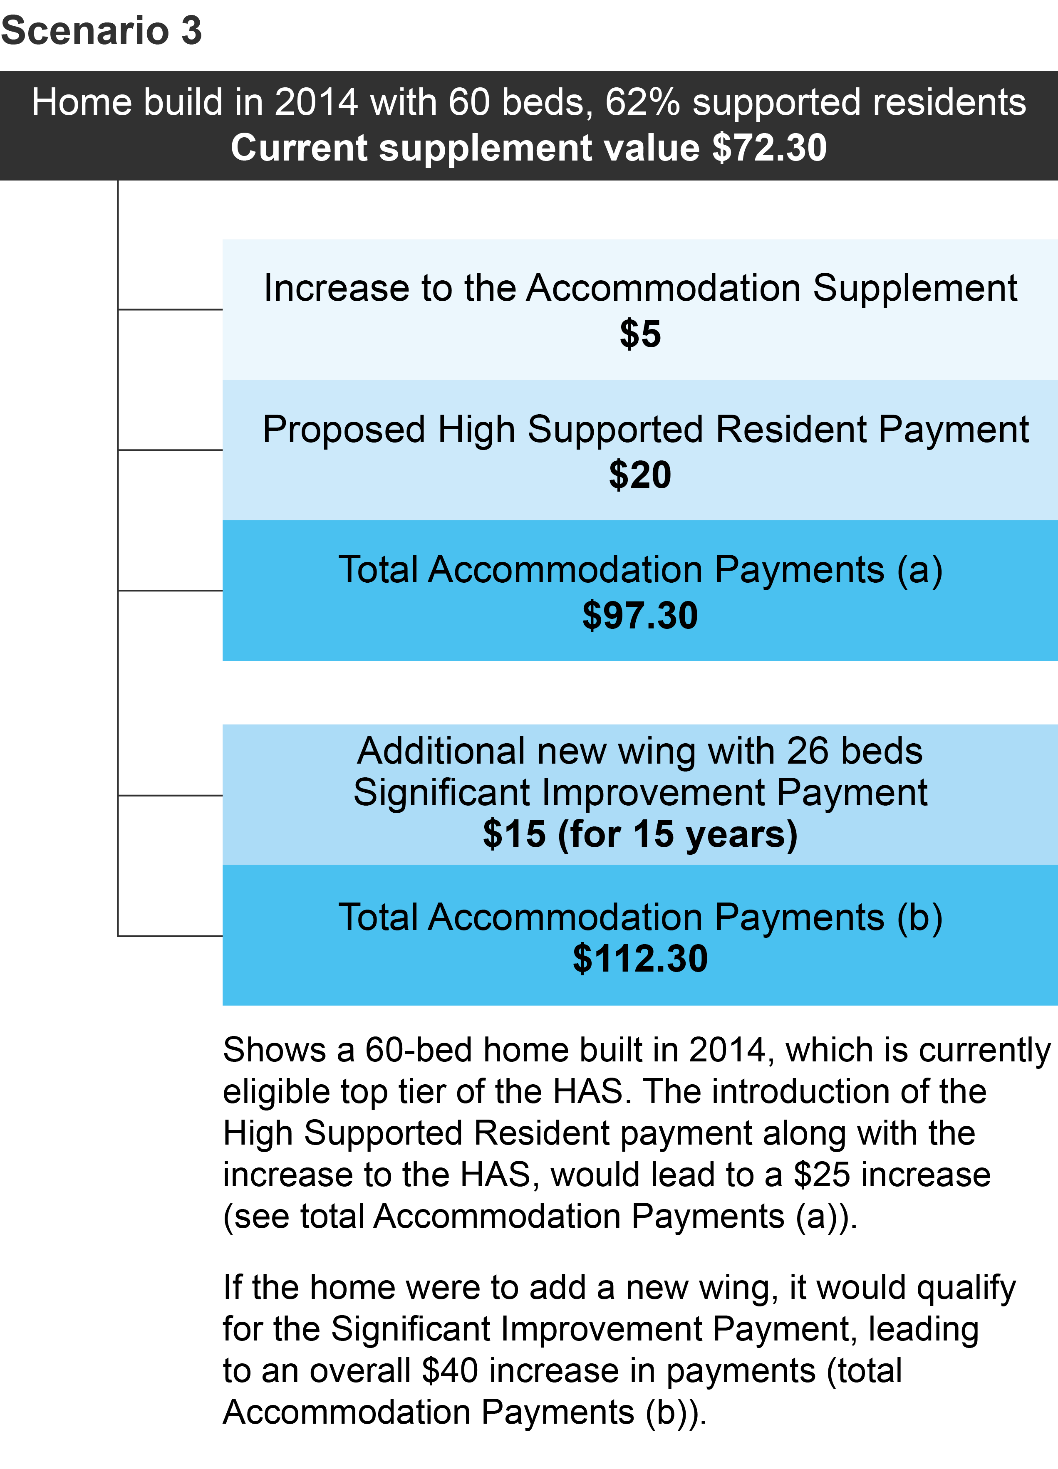 Scenario 3
Home build in 2014 with 60 beds, 62% supported residents
Current supplement value $72.30
Increase to the Accommodation Supplement
$5
Proposed High Supported Resident Payment
$20
Total Accommodation Payments (a)
$97.30
Additional new wing with 26 beds
Significant Improvement Payment
$15 (for 15 years)
Total Accommodation Payments (b)
$112.30
Shows a 60-bed home built in 2014, which is currently
eligible top tier of the HAS. The introduction of the
High Supported Resident payment along with the
increase to the HAS, would lead to a $25 increase
(see total Accommodation Payments (a)).
If the home were to add a new wing, it would qualify
for the Significant Improvement Payment, leading
to an overall $40 increase in payments (total
Accommodation Payments (b)).